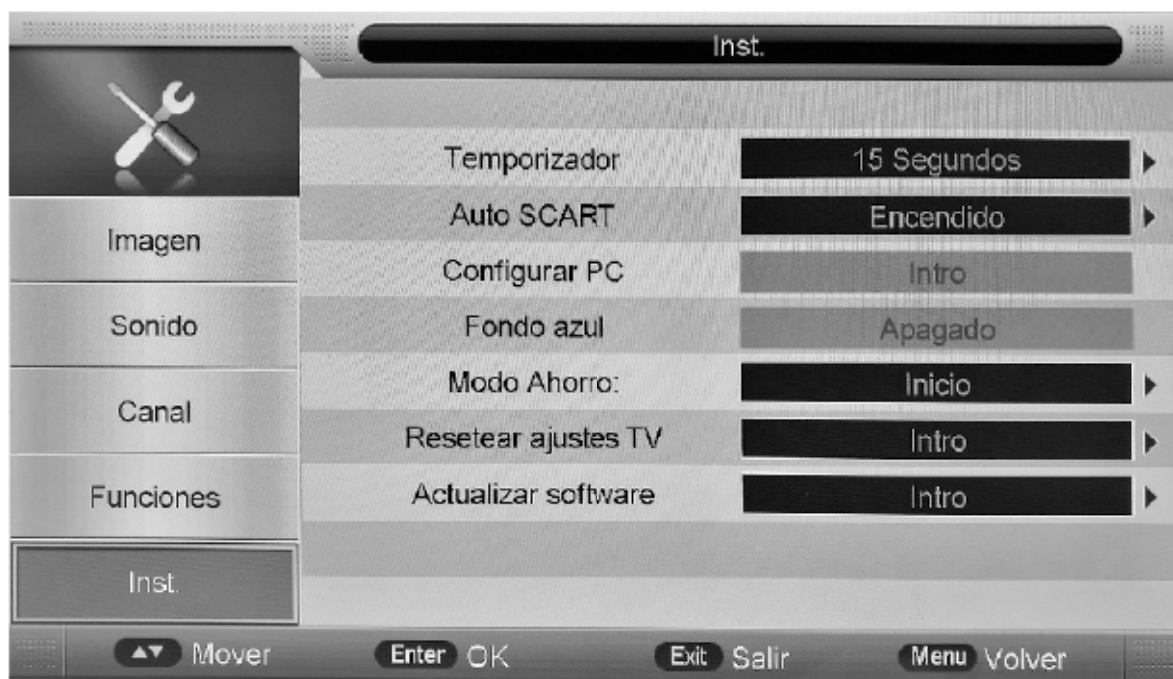 Inst.
Temporizador 15 Segundos
Auto SCART Encendido
Configurar PC Intro
Fondo azul Apagado
Modo Ahorro: Inicio
Resetear ajustes TV Intro
Actualizar software Intro
Imagen
Sonido
Canal
Funciones
Inst.
Mover Enter OK Exit Salir Menu Volver